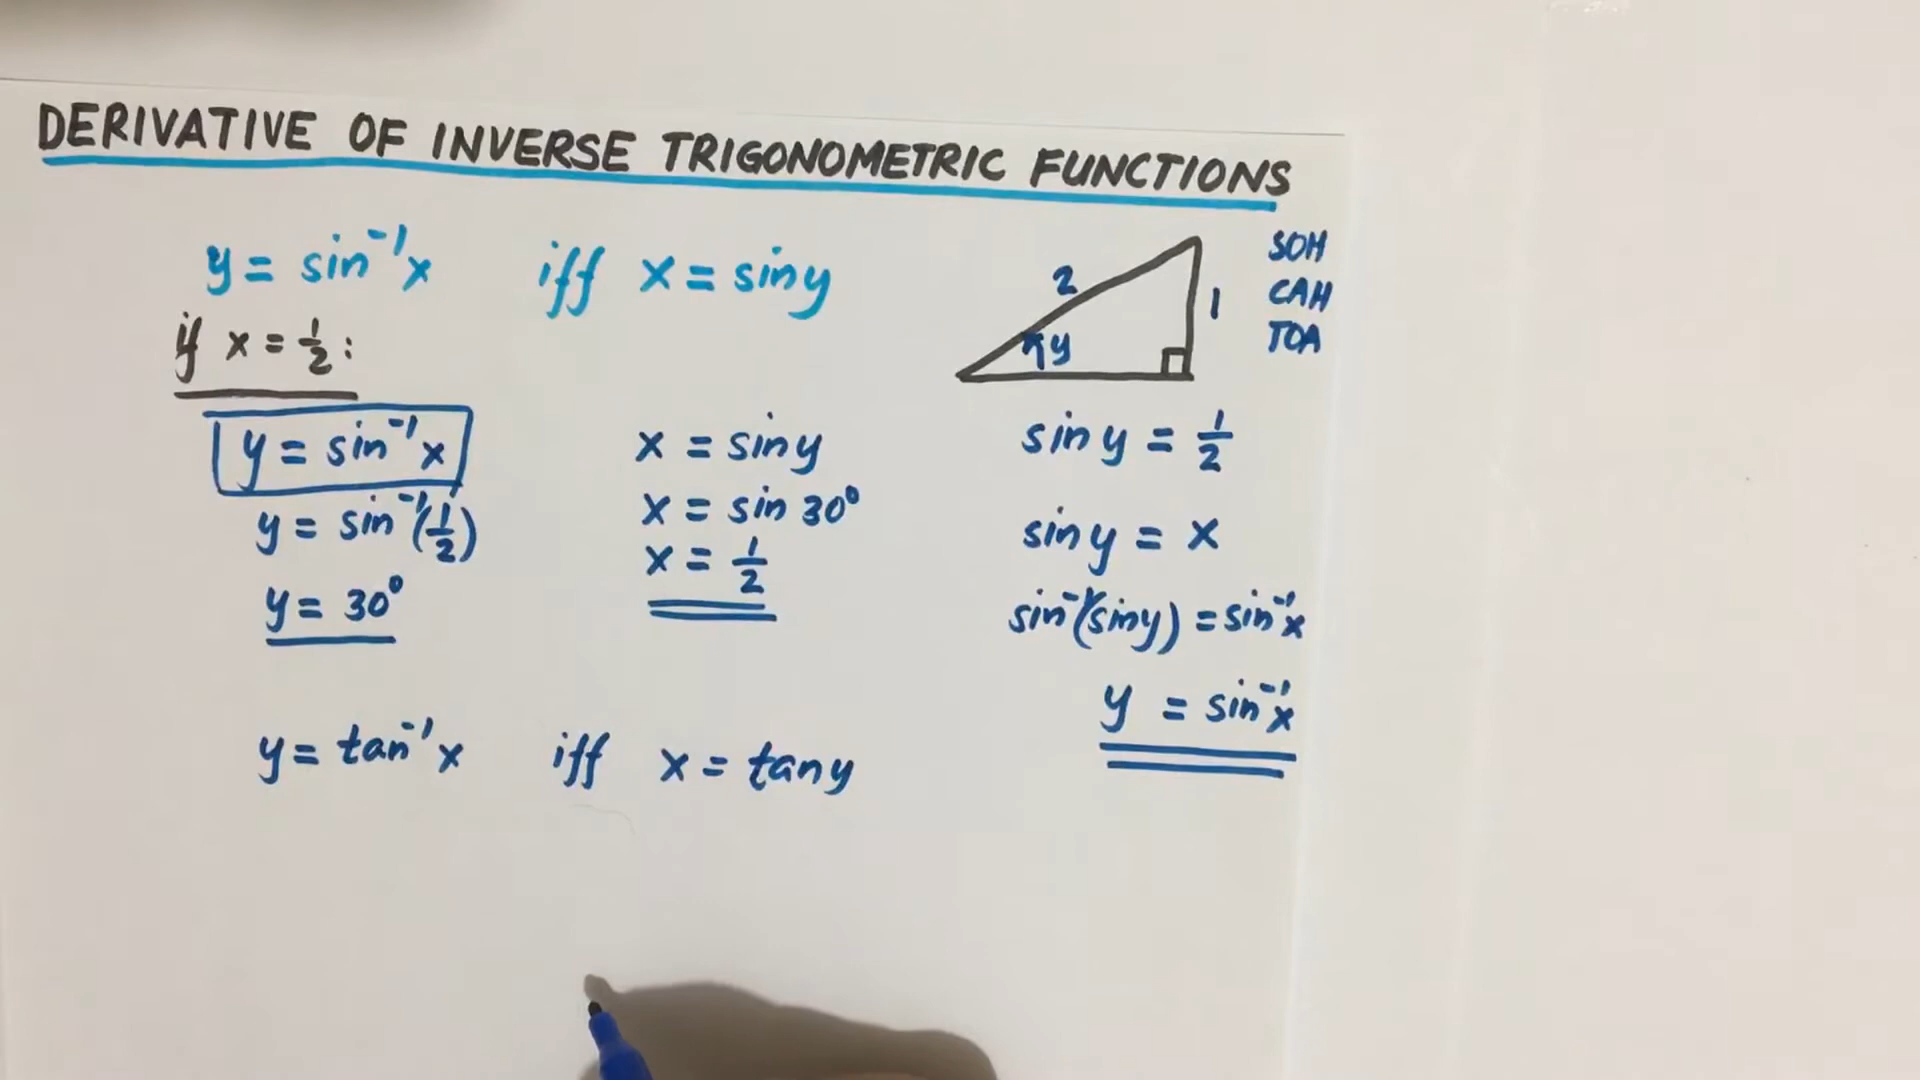 DERIVATIVE OF INVERSE TRIGONOMETRIC FUNCTIONS
y = sin⁻¹x iff x = siny
if x = 1/2 :
y = sin⁻¹x
y = sin⁻¹(1/2)
y = 30°
x = siny
x = sin 30°
x = 1/2
y = tan⁻¹x iff x = tany
2
1
y
SOH
CAH
TOA
sin y = 1/2
sin y = x
sin⁻¹(siny) = sin⁻¹x
y = sin⁻¹x